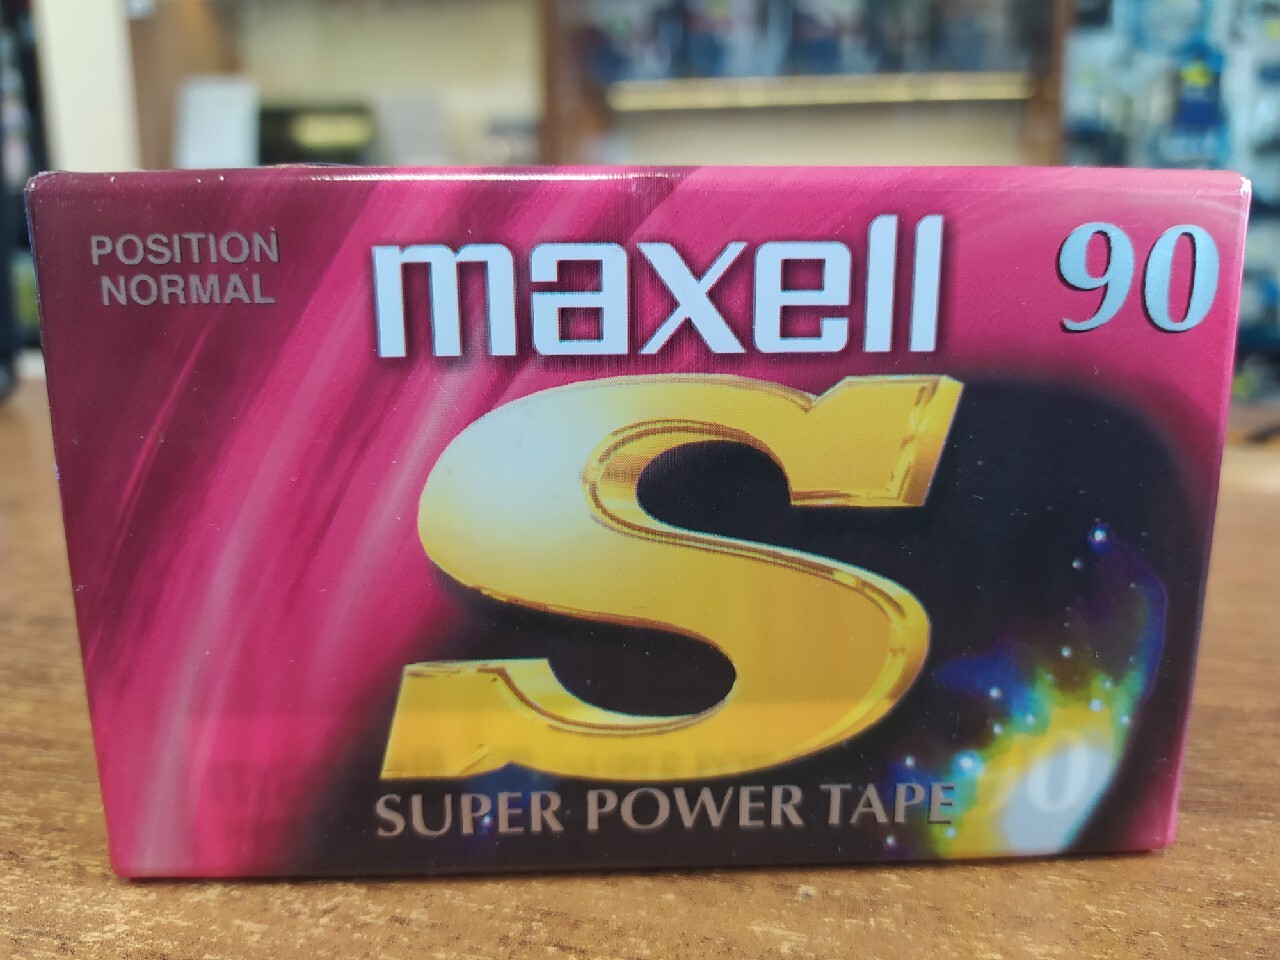 POSITION
NORMAL
maxell
90
S
SUPER POWER TAPE